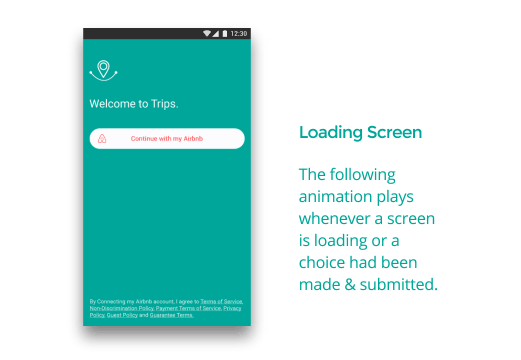 12:30
Welcome to Trips.
Continue with my Airbnb
By Connecting my Airbnb account, I agree to Terms of Service,
Non-Discrimination Policy, Payment Terms of Service, Privacy
Policy, Guest Policy and Guarantee Terms.
Loading Screen
The following
animation plays
whenever a screen
is loading or a
choice had been
made & submitted.